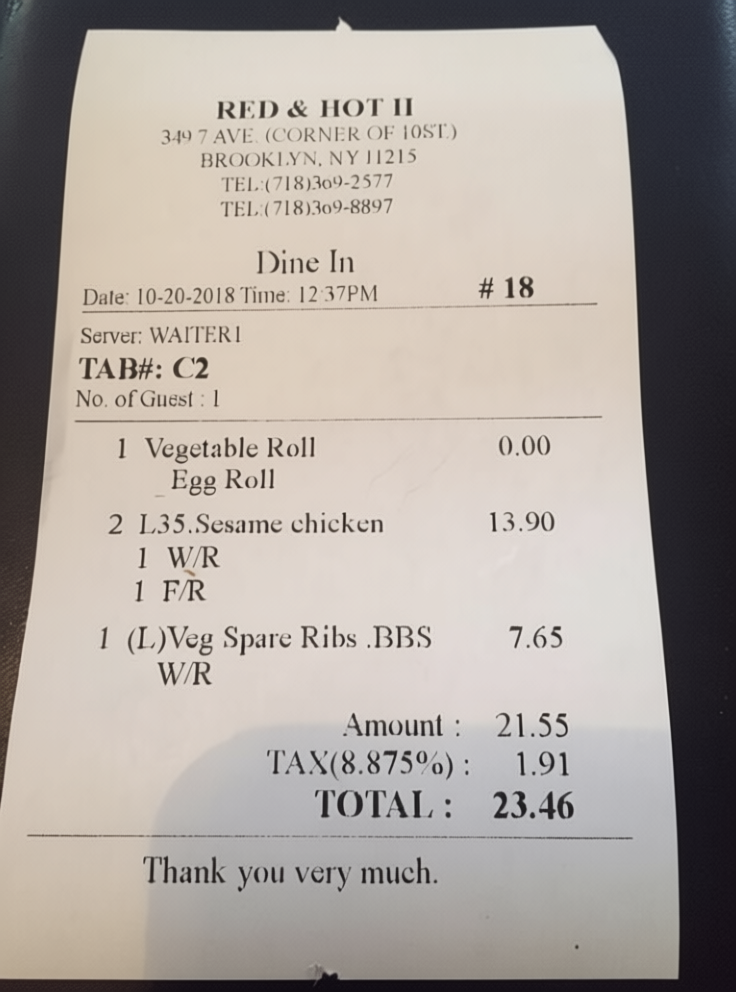 RED & HOT II
349 7 AVE. (CORNER OF 10ST.)
BROOKLYN, NY 11215
TEL:(718)369-2577
TEL:(718)369-8897
Dine In
Date: 10-20-2018 Time: 12:37PM # 18
Server: WAITER1
TAB#: C2
No. of Guest : 1
1 Vegetable Roll 0.00
Egg Roll
2 L35.Sesame chicken 13.90
1 W/R
1 F/R
1 (L)Veg Spare Ribs .BBS 7.65
W/R
Amount : 21.55
TAX(8.875%) : 1.91
TOTAL : 23.46
Thank you very much.